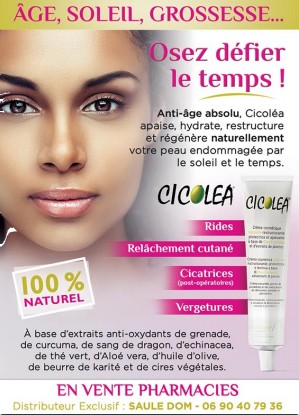 ÂGE, SOLEIL, GROSSESSE...
Osez défier
le temps !
Anti-âge absolu, Cicoléa
apaise, hydrate, restructure
et régénère naturellement
votre peau endommagée par
le soleil et le temps.
CICOLEA
CICOLEA
Rides
Relâchement cutané
Cicatrices
(post-opératoires)
Vergetures
100 %
NATUREL
À base d'extraits anti-oxydants de grenade,
de curcuma, de sang de dragon, d'echinacea,
de thé vert, d'Aloé vera, d'huile d'olive,
de beurre de karité et de cires végétales.
EN VENTE PHARMACIES
Distributeur Exclusif : SAULE DOM - 06 90 40 79 36